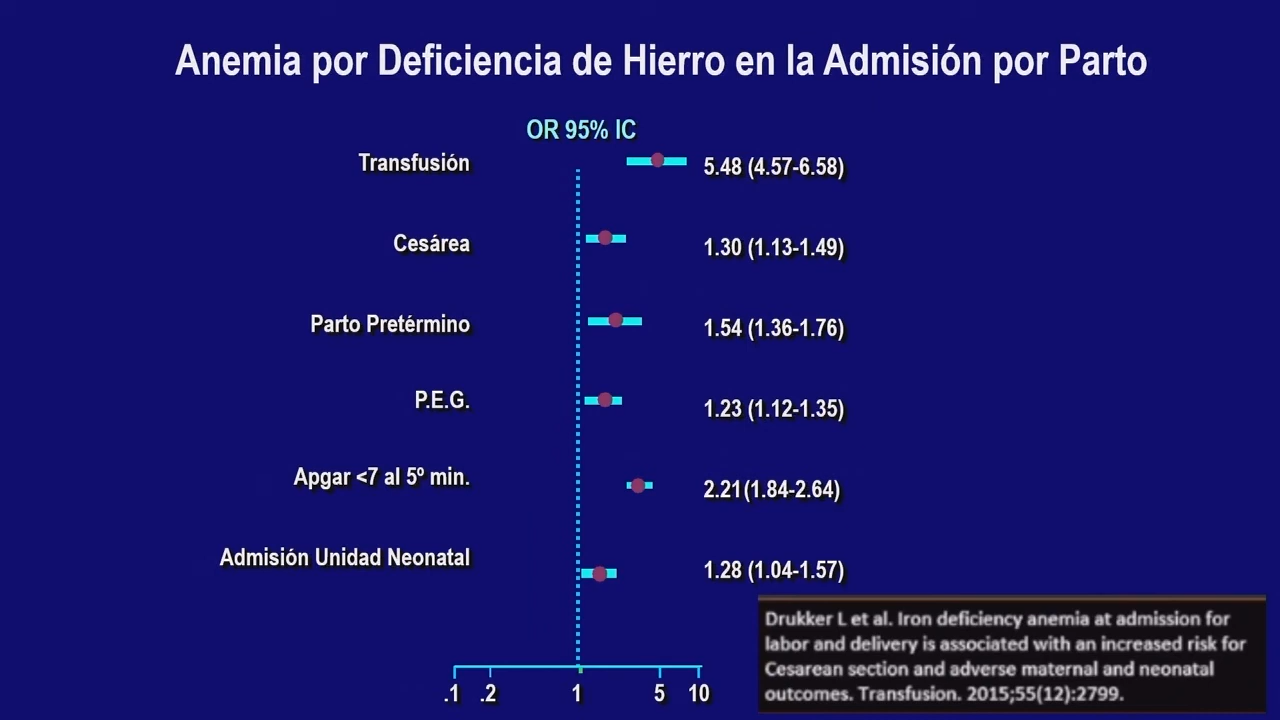 Anemia por Deficiencia de Hierro en la Admisión por Parto
OR 95% IC
Transfusión 5.48 (4.57-6.58)
Cesárea 1.30 (1.13-1.49)
Parto Pretérmino 1.54 (1.36-1.76)
P.E.G. 1.23 (1.12-1.35)
Apgar <7 al 5º min. 2.21(1.84-2.64)
Admisión Unidad Neonatal 1.28 (1.04-1.57)
.1 .2 1 5 10
Drukker L et al. Iron deficiency anemia at admission for
labor and delivery is associated with an increased risk for
Cesarean section and adverse maternal and neonatal
outcomes. Transfusion. 2015;55(12):2799.